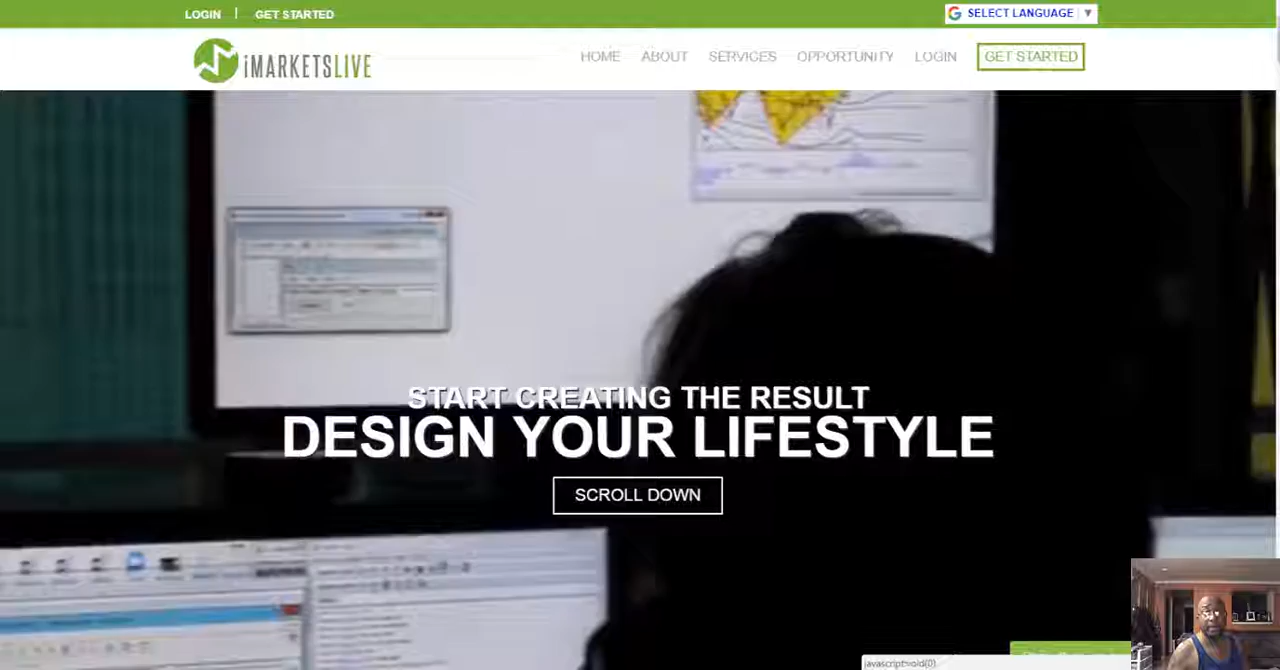 LOGIN | GET STARTED
SELECT LANGUAGE ▼
iMARKETSLIVE
HOME ABOUT SERVICES OPPORTUNITY LOGIN GET STARTED
START CREATING THE RESULT
DESIGN YOUR LIFESTYLE
SCROLL DOWN
javascript:void(0)